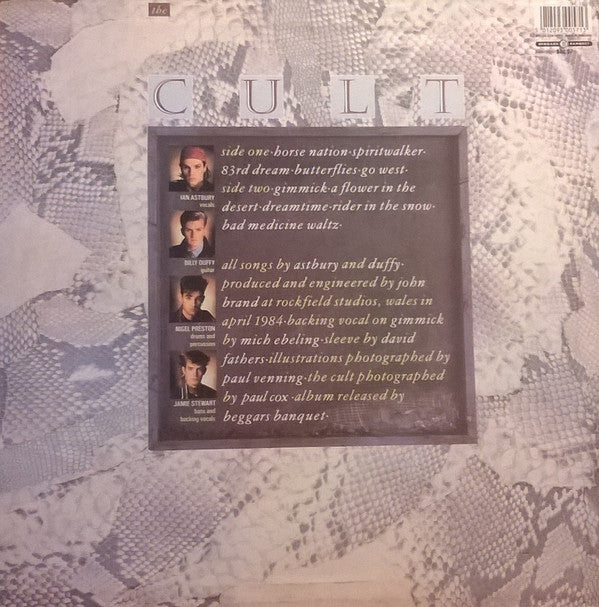 the
CULT
side one·horse nation·spiritwalker·
83rd dream·butterflies·go west·
side two·gimmick·a flower in the
desert·dreamtime·rider in the snow·
bad medicine waltz·
IAN ASTBURY
vocals
BILLY DUFFY
guitar
NIGEL PRESTON
drums and
percussion
JAMIE STEWART
bass and
backing vocals
all songs by astbury and duffy·
produced and engineered by john
brand at rockfield studios, wales in
april 1984·backing vocal on gimmick
by mich ebeling·sleeve by david
fathers·illustrations photographed by
paul venning·the cult photographed
by paul cox·album released by
beggars banquet·
BEGGARS BANQUET